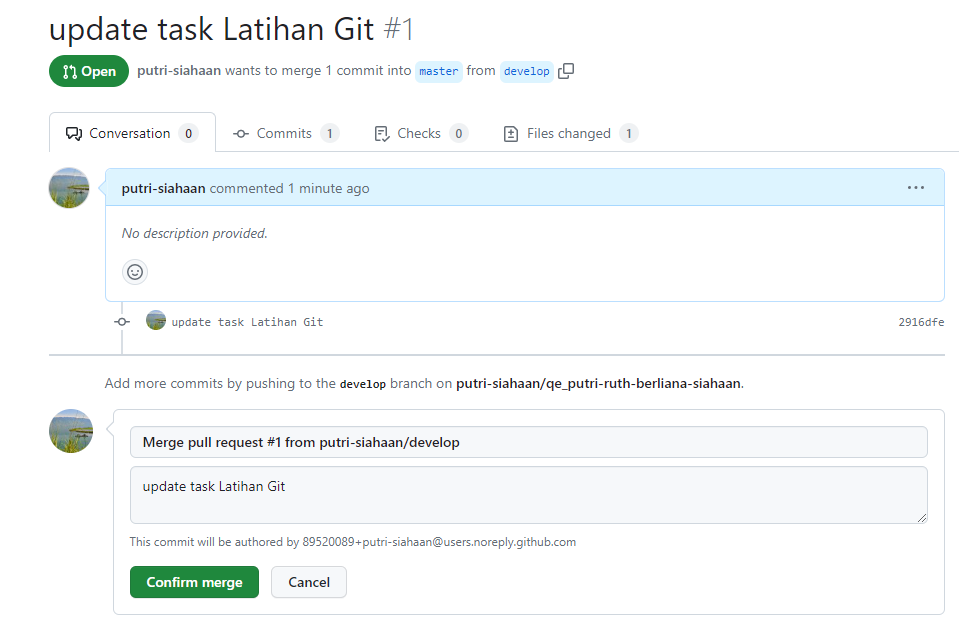 update task Latihan Git #1
Open putri-siahaan wants to merge 1 commit into master from develop
Conversation 0 Commits 1 Checks 0 Files changed 1
putri-siahaan commented 1 minute ago
No description provided.
update task Latihan Git 2916dfe
Add more commits by pushing to the develop branch on putri-siahaan/qe_putri-ruth-berliana-siahaan.
Merge pull request #1 from putri-siahaan/develop
update task Latihan Git
This commit will be authored by 89520089+putri-siahaan@users.noreply.github.com
Confirm merge Cancel